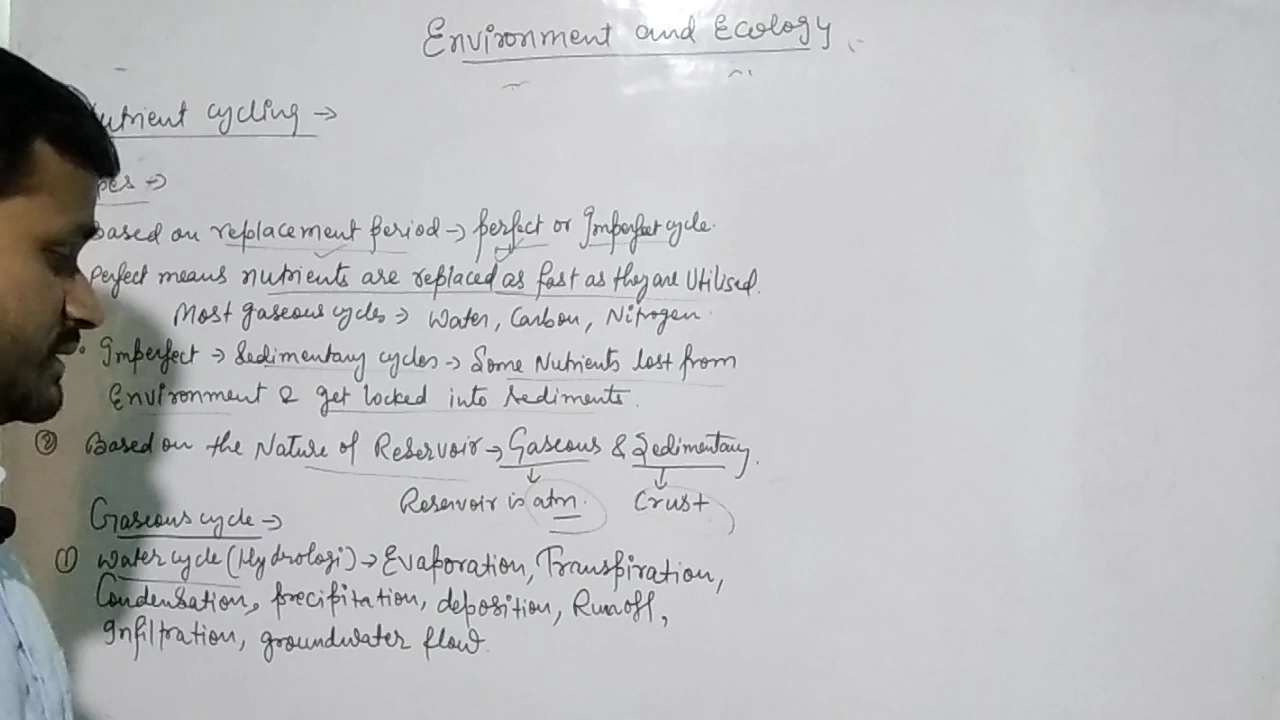 Environment and Ecology
utrient cycling →
pes →
Based on replacement period → perfect or Imperfect cycle.
Perfect means nutrients are replaced as fast as they are Utilised.
Most gaseous cycles → Water, Carbon, Nitrogen.
• Imperfect → Sedimentary cycles → Some Nutrients lost from
Environment & get locked into sediments.
② Based on the Nature of Reservoir → Gaseous & Sedimentary.
Reservoir is atm. Crust
Gaseous cycle →
① Water cycle (Hydrologi) → Evaporation, Transpiration,
Condensation, precipitation, deposition, Runoff,
Infiltration, groundwater flow.